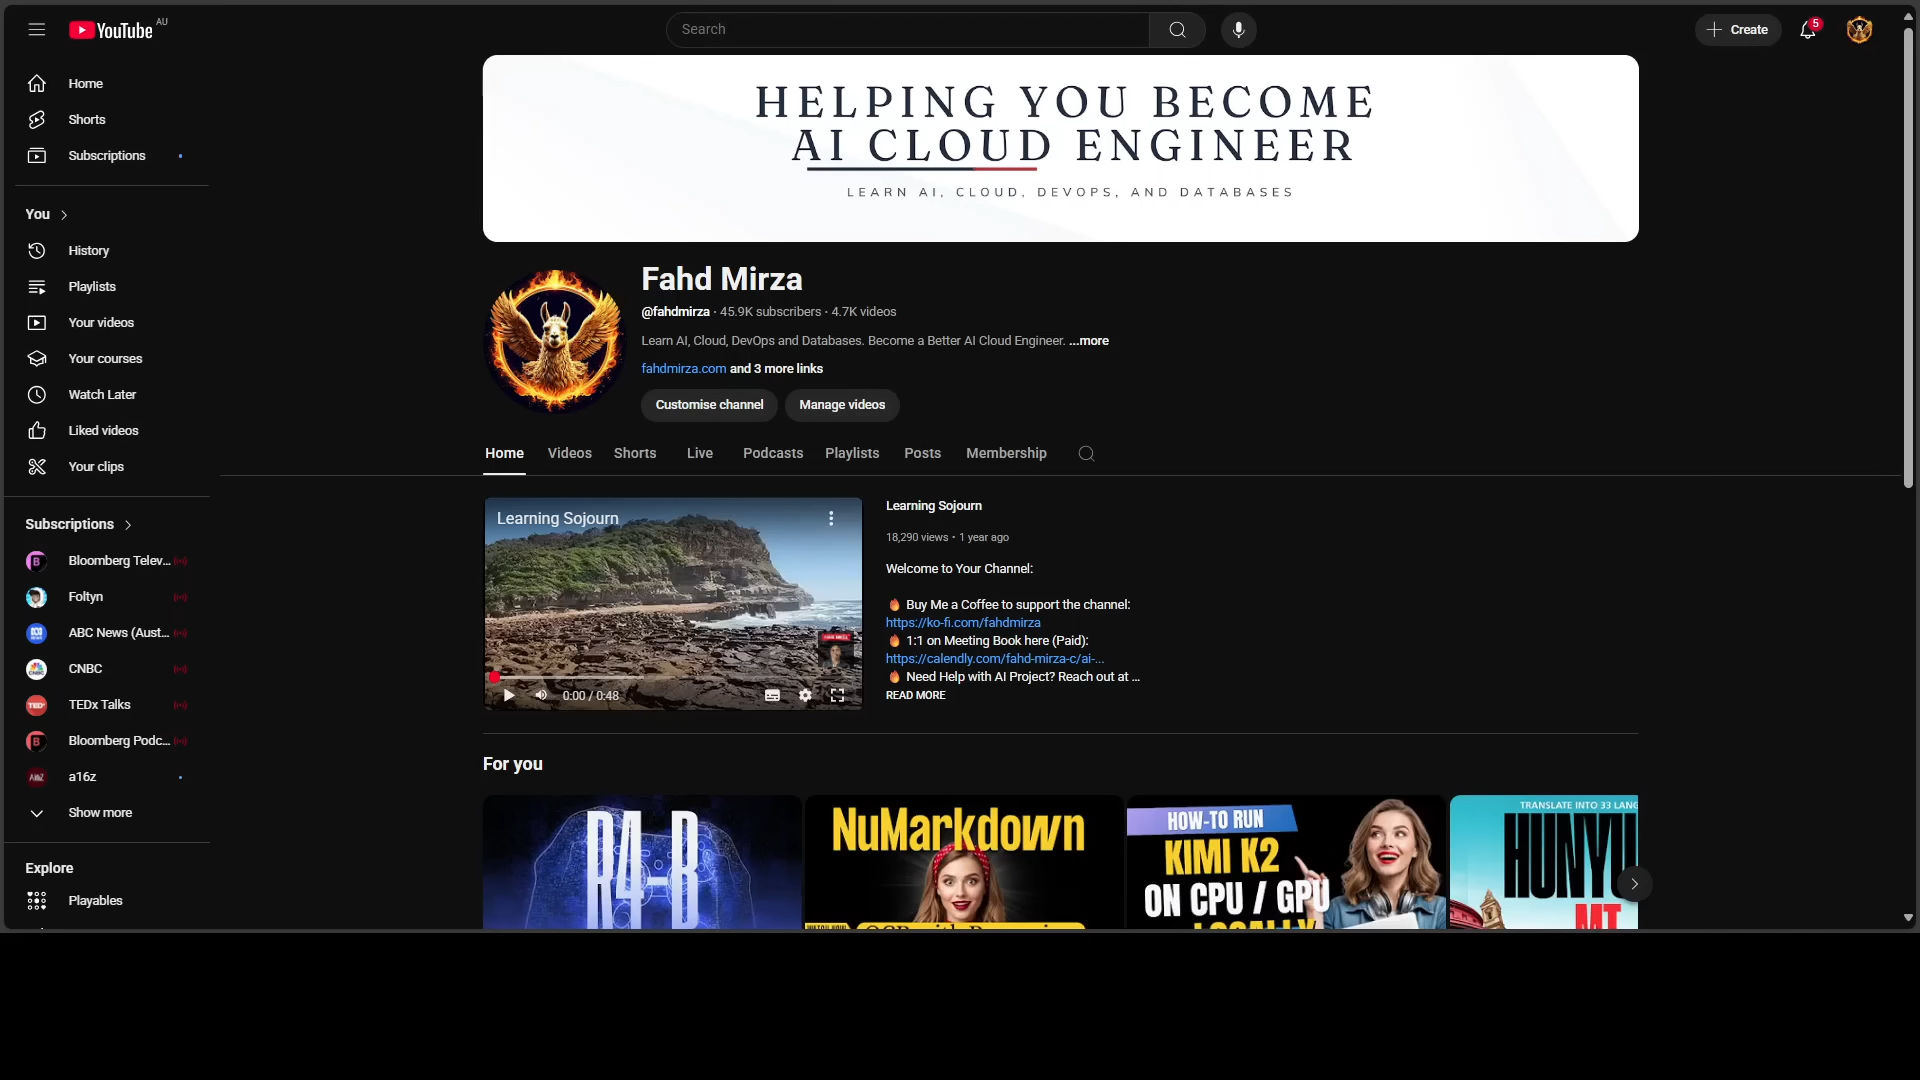 YouTube AU
Search
Create
5
Home
Shorts
Subscriptions
You
History
Playlists
Your videos
Your courses
Watch Later
Liked videos
Your clips
Subscriptions
Bloomberg Telev...
Foltyn
ABC News (Aust...
CNBC
TEDx Talks
Bloomberg Podc...
a16z
Show more
Explore
Playables
HELPING YOU BECOME
AI CLOUD ENGINEER
LEARN AI, CLOUD, DEVOPS, AND DATABASES
Fahd Mirza
@fahdmirza · 45.9K subscribers · 4.7K videos
Learn AI, Cloud, DevOps and Databases. Become a Better AI Cloud Engineer. ...more
fahdmirza.com and 3 more links
Customise channel Manage videos
Home Videos Shorts Live Podcasts Playlists Posts Membership
Learning Sojourn
0:00 / 0:48
Learning Sojourn
18,290 views • 1 year ago
Welcome to Your Channel:
🔥 Buy Me a Coffee to support the channel:
https://ko-fi.com/fahdmirza
🔥 1:1 on Meeting Book here (Paid):
https://calendly.com/fahd-mirza-c/ai-...
🔥 Need Help with AI Project? Reach out at ...
READ MORE
For you
R4-B
NuMarkdown
HOW-TO RUN
KIMI K2
ON CPU / GPU
LOCALLY
TRANSLATE INTO 33 LANG
HUNYU
MT